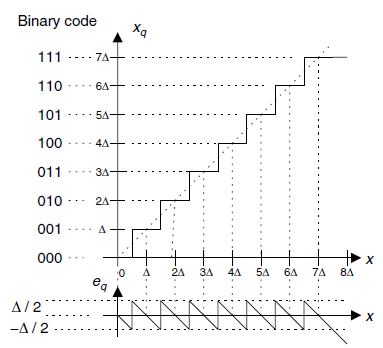 Binary code x_q
111 7Δ
110 6Δ
101 5Δ
100 4Δ
011 3Δ
010 2Δ
001 Δ
000 x
0 Δ 2Δ 3Δ 4Δ 5Δ 6Δ 7Δ 8Δ
e_q
Δ / 2
x
−Δ / 2